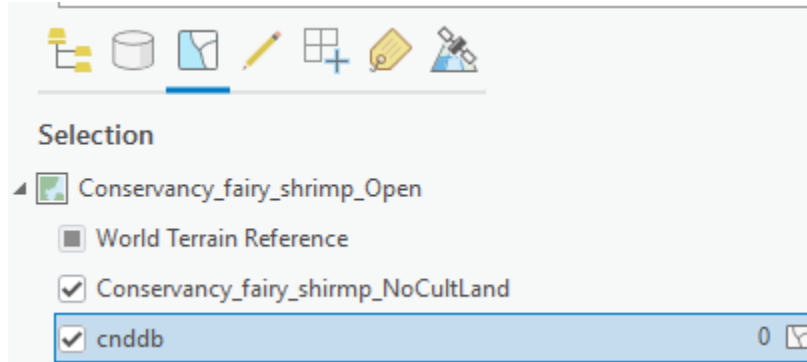 Selection
Conservancy_fairy_shrimp_Open
World Terrain Reference
Conservancy_fairy_shirmp_NoCultLand
cnddb 0